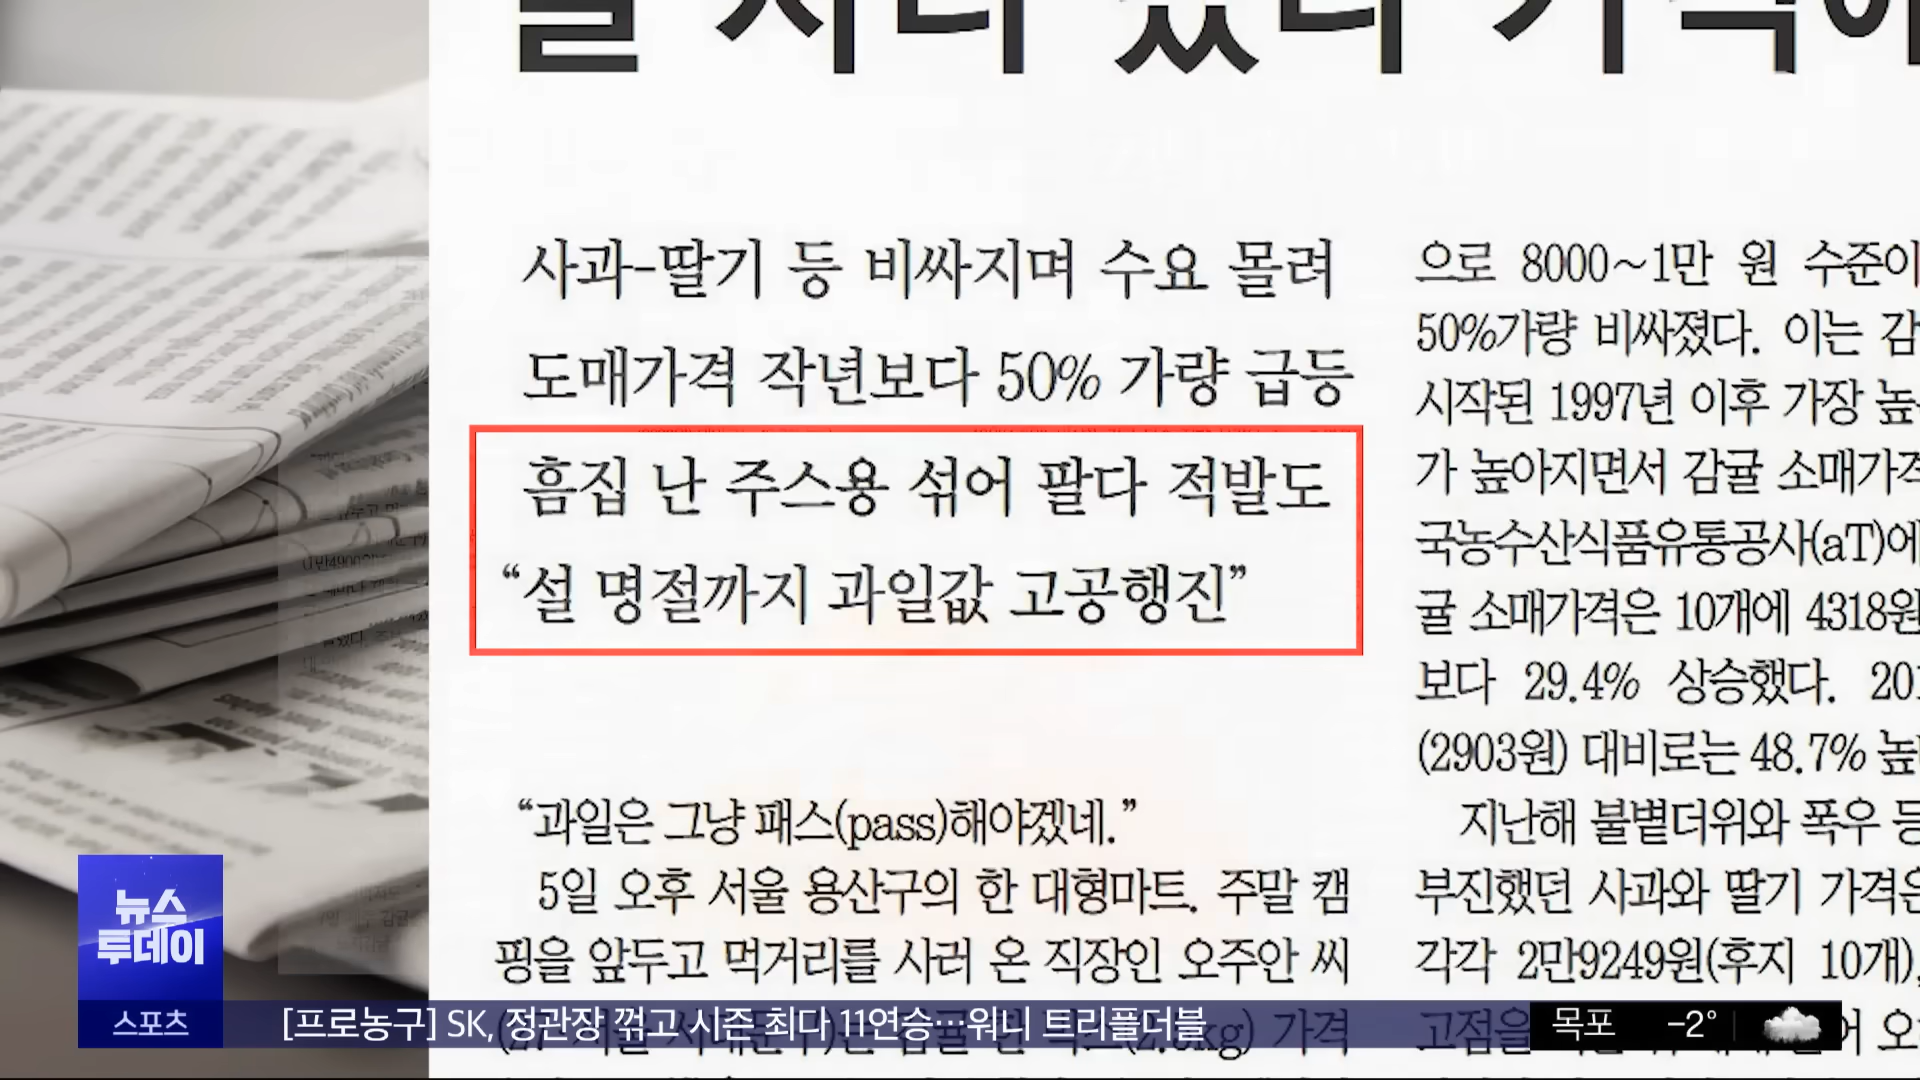 사과-딸기 등 비싸지며 수요 몰려
도매가격 작년보다 50% 가량 급등
흠집 난 주스용 섞어 팔다 적발도
“설 명절까지 과일값 고공행진”
“과일은 그냥 패스(pass)해야겠네.”
5일 오후 서울 용산구의 한 대형마트. 주말 캠
핑을 앞두고 먹거리를 사러 온 직장인 오주안 씨
으로 8000~1만 원 수준이
50%가량 비싸졌다. 이는 감
시작된 1997년 이후 가장 높
가 높아지면서 감귤 소매가격
국농수산식품유통공사(aT)에
귤 소매가격은 10개에 4318원
보다 29.4% 상승했다. 201
(2903원) 대비로는 48.7% 높
지난해 불볕더위와 폭우 등
부진했던 사과와 딸기 가격은
각각 2만9249원(후지 10개),
고점을
뉴스
투데이
스포츠
[프로농구] SK, 정관장 꺾고 시즌 최다 11연승…워니 트리플더블
목포 -2°